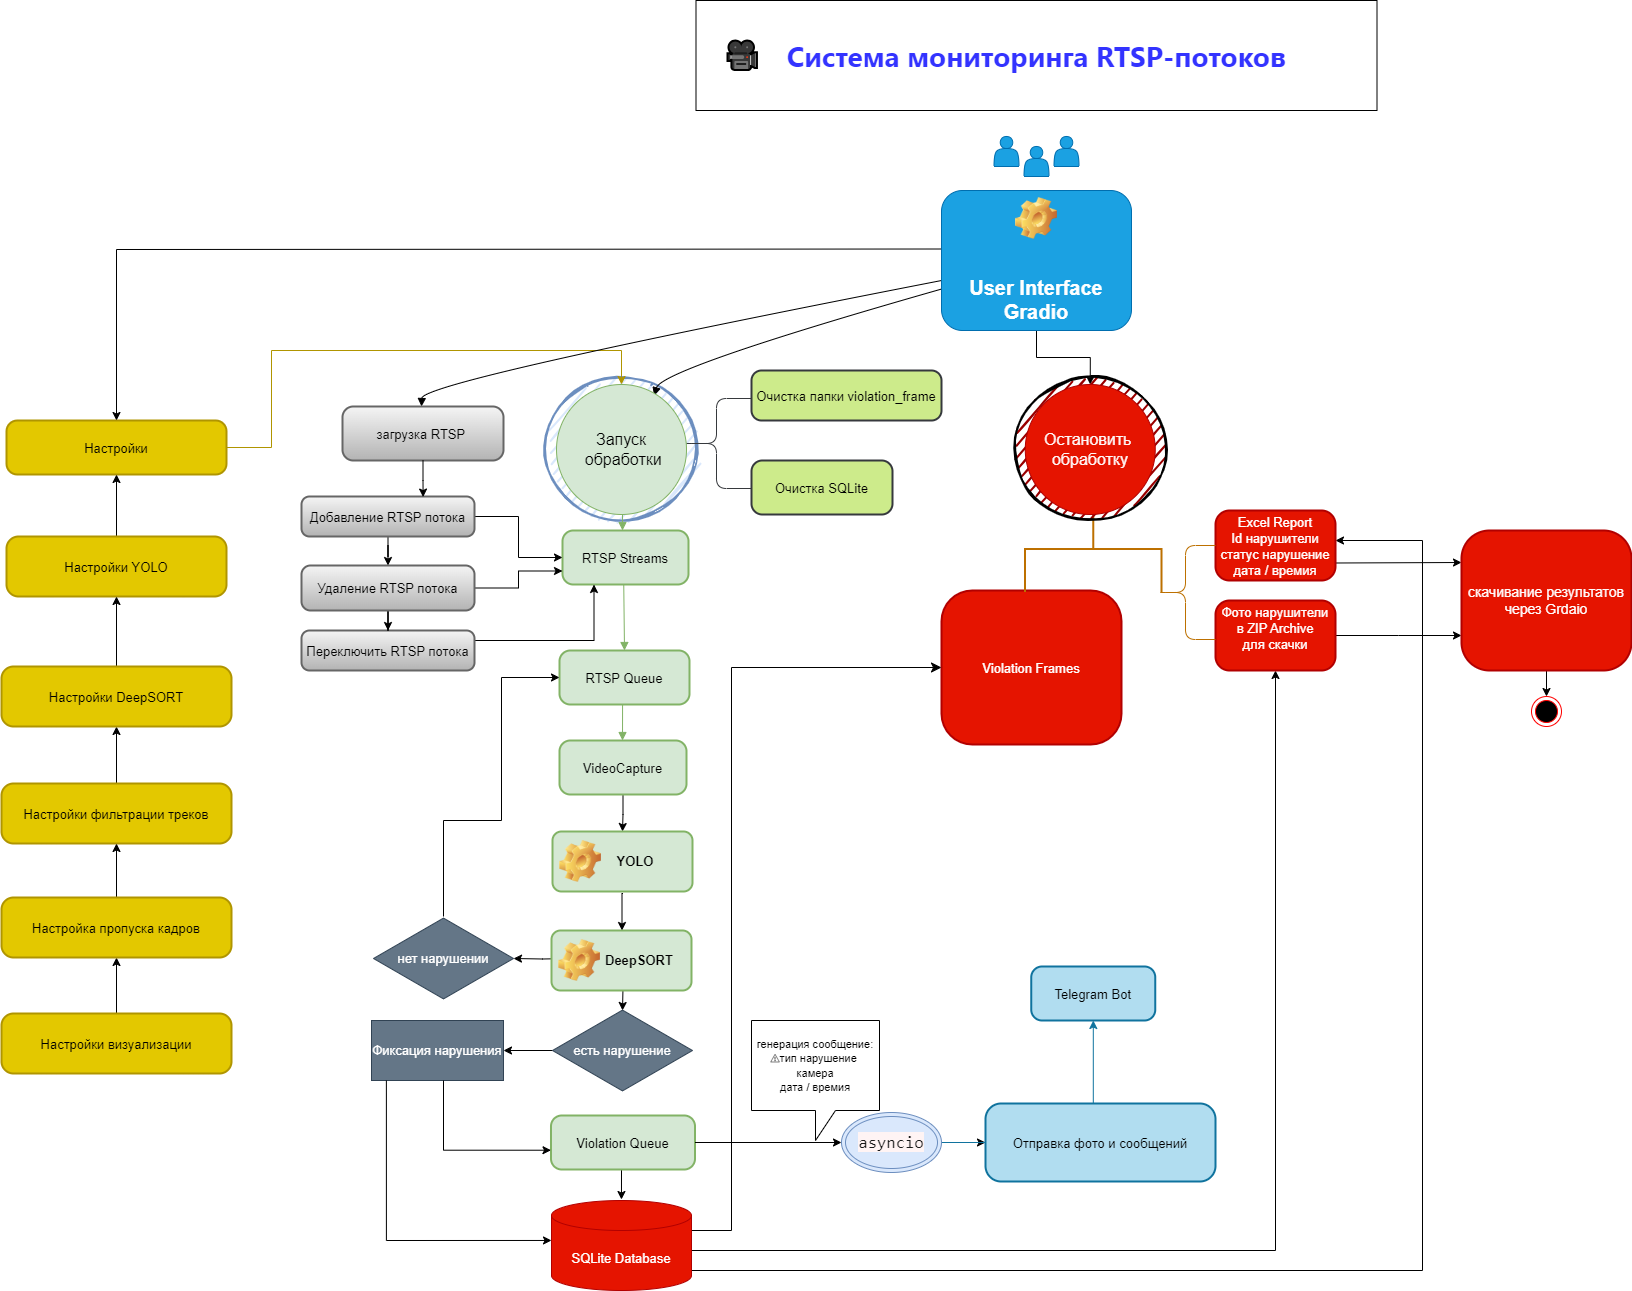 Система мониторинга RTSP-потоков
User Interface
Gradio
Настройки
Настройки YOLO
Настройки DeepSORT
Настройки фильтрации треков
Настройка пропуска кадров
Настройки визуализации
загрузка RTSP
Добавление RTSP потока
Удаление RTSP потока
Переключить RTSP потока
Запуск
обработки
Очистка папки violation_frame
Очистка SQLite
RTSP Streams
RTSP Queue
VideoCapture
YOLO
DeepSORT
нет нарушении
есть нарушение
Фиксация нарушения
Violation Queue
SQLite Database
генерация сообщение:
⚠тип нарушение
камера
дата / времия
asyncio
Отправка фото и сообщений
Telegram Bot
Остановить
обработку
Violation Frames
Excel Report
Id нарушители
статус нарушение
дата / времия
Фото нарушители
в ZIP Archive
для скачки
скачивание результатов
через Grdaio